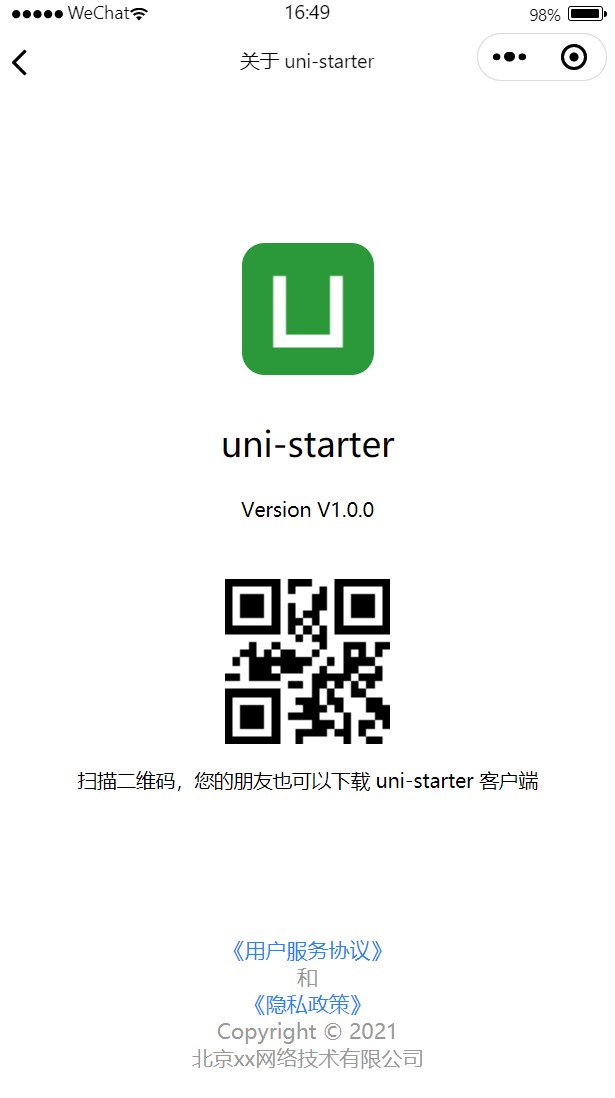 WeChat 16:49 98%
关于 uni-starter
uni-starter
Version V1.0.0
扫描二维码，您的朋友也可以下载 uni-starter 客户端
《用户服务协议》
和
《隐私政策》
Copyright © 2021
北京xx网络技术有限公司